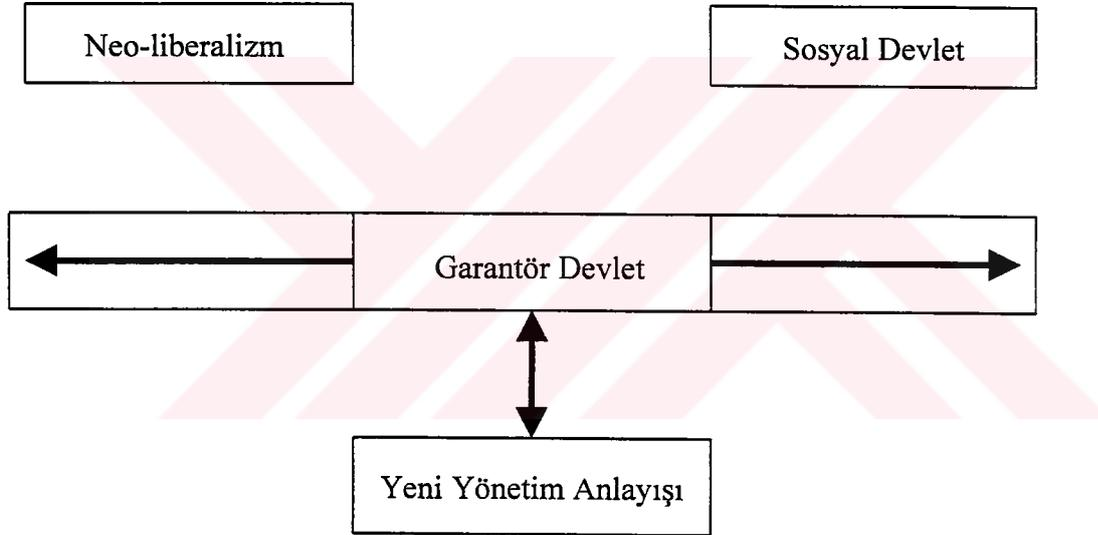 Neo-liberalizm
Sosyal Devlet
Garantör Devlet
Yeni Yönetim Anlayışı